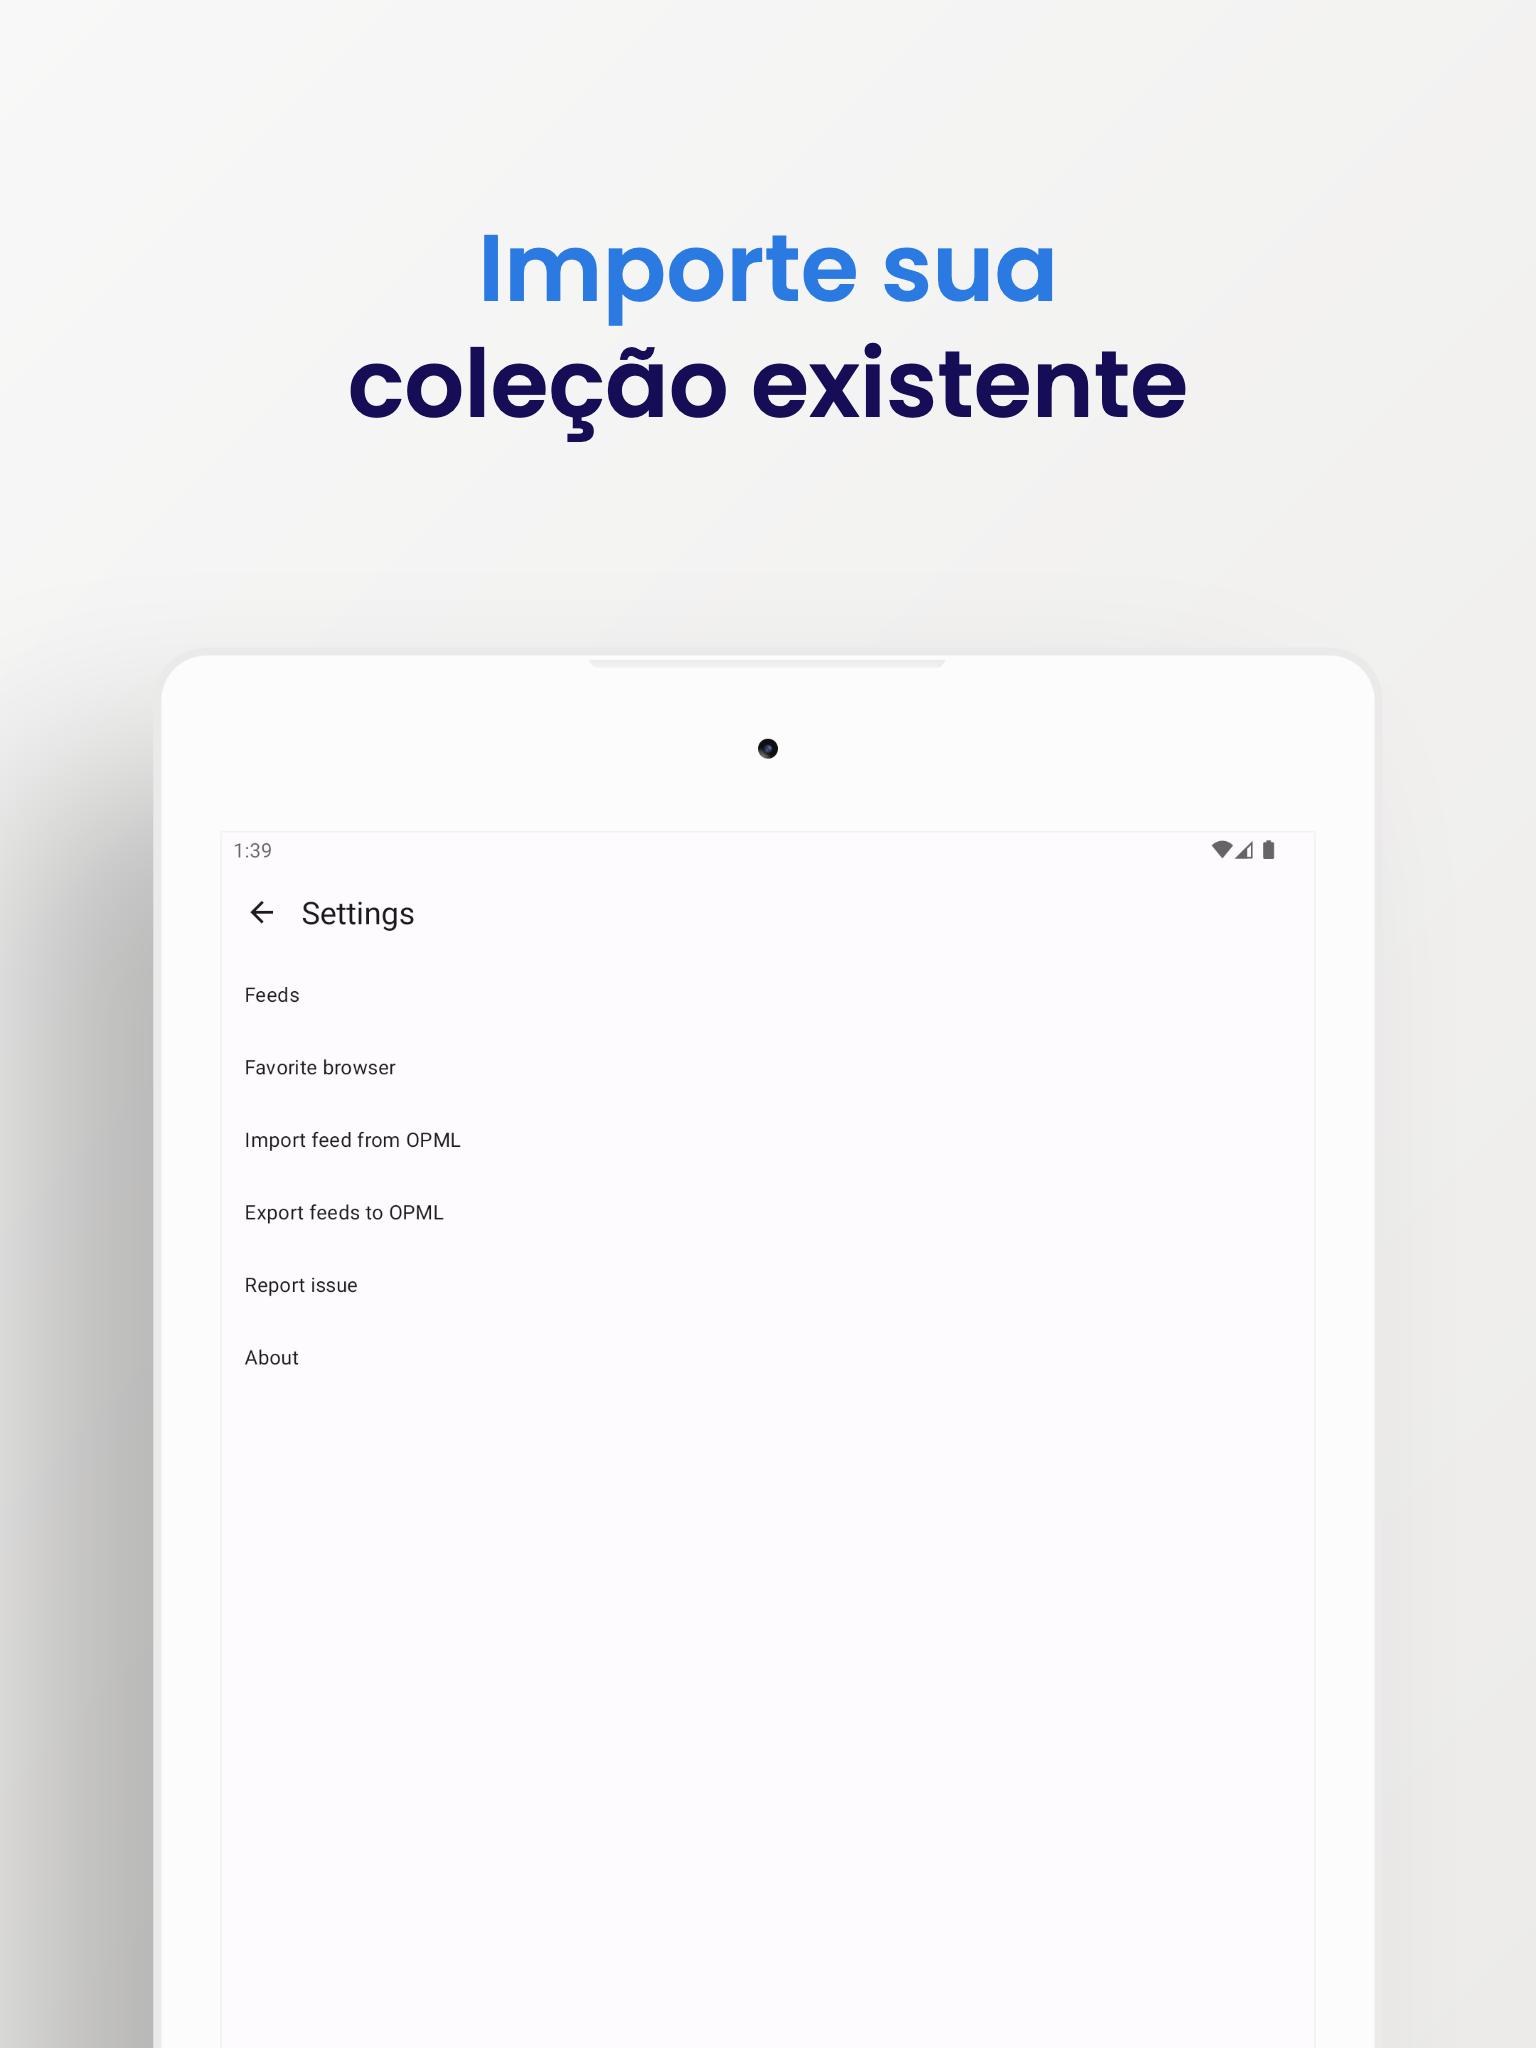 Importe sua
coleção existente
1:39
Settings
Feeds
Favorite browser
Import feed from OPML
Export feeds to OPML
Report issue
About